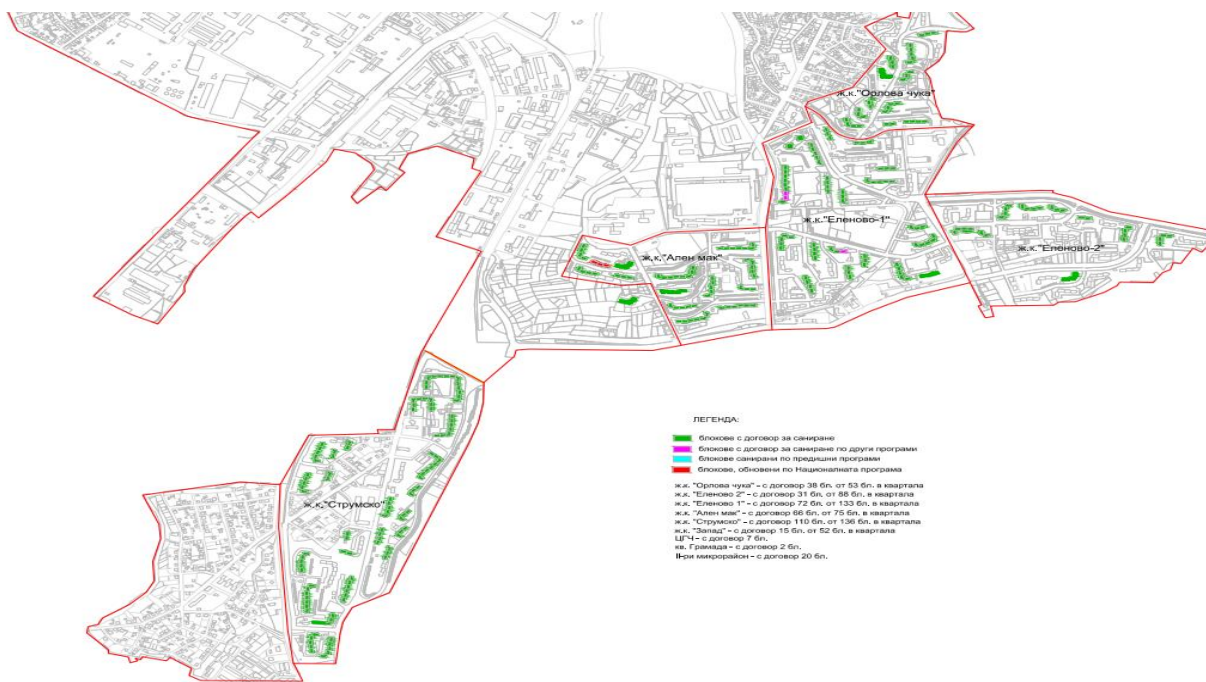 ж.к."Орлова чука"
ж.к."Еленово-1"
ж.к."Еленово-2"
ж,к,"Ален мак"
ж.к,"Струмско"
ЛЕГЕНДА:
блокове с договор за саниране
блокове с договор за саниране по други програми
блокове санирани по предишни програми
блокове, обновени по Националната програма
ж.к. "Орлова чука" - с договор 38 бл. от 53 бл. в квартала
ж.к, "Еленово 2" - с договор 31 бл. от 88 бл. в квартала
ж.к, "Еленово 1" - с договор 72 бл. от 133 бл. в квартала
ж.к, "Ален мак" - с договор 66 бл. от 75 бл. в квартала
ж.к. "Струмско" - с договор 110 бл. от 136 бл. в квартала
ж.к. "Запад" - с договор 15 бл. от 52 бл. в квартала
ЦГЧ - с договор 7 бл.
кв. Грамада - с договор 2 бл.
II-ри микрорайон - с договор 20 бл.